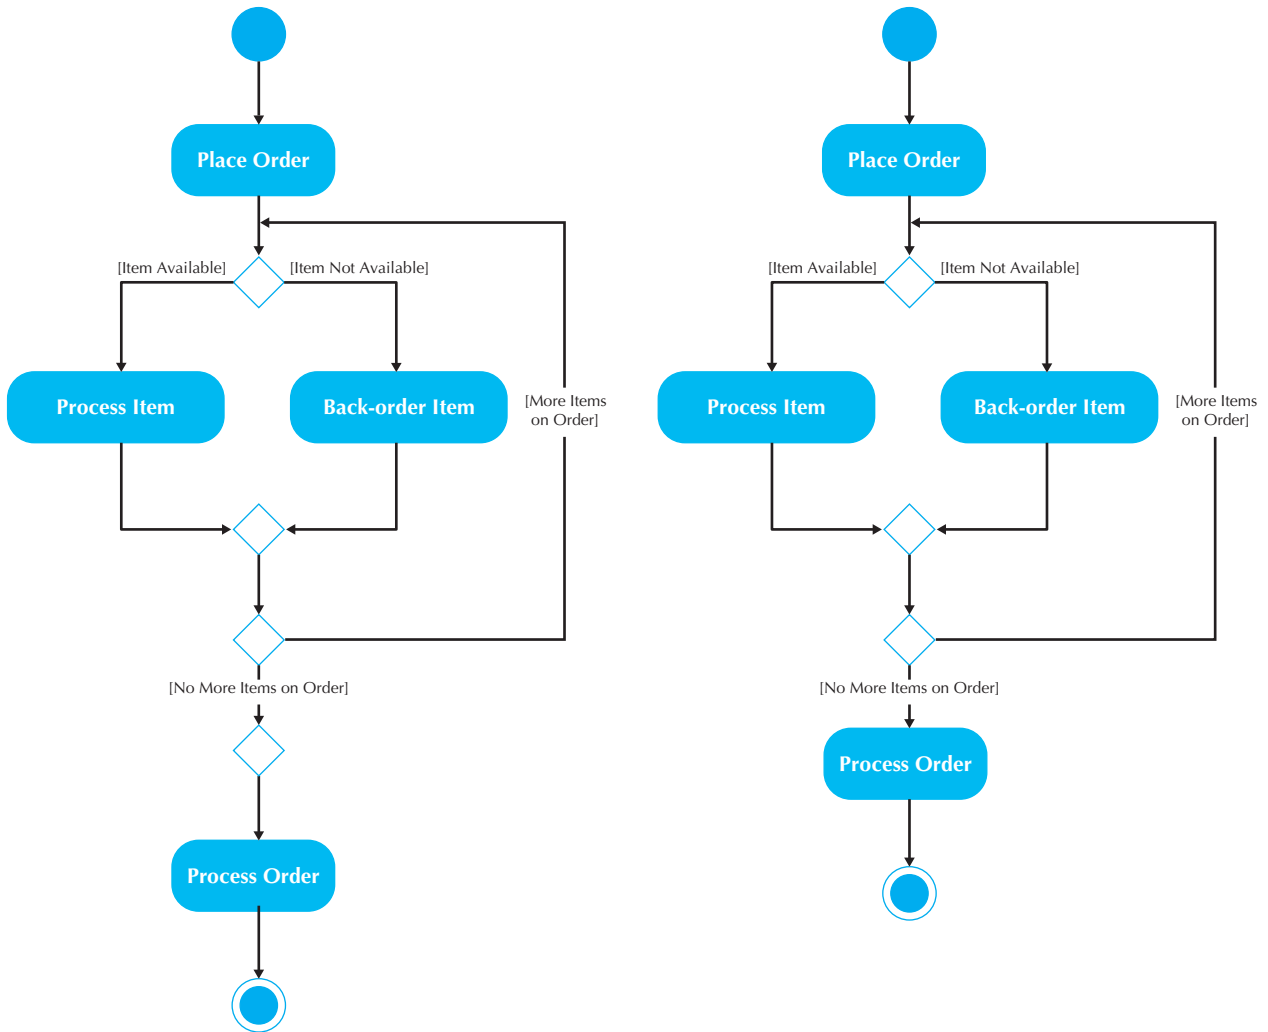 Place Order
[Item Available]
[Item Not Available]
Process Item
Back-order Item
[More Items
on Order]
[No More Items on Order]
Process Order
Place Order
[Item Available]
[Item Not Available]
Process Item
Back-order Item
[More Items
on Order]
[No More Items on Order]
Process Order